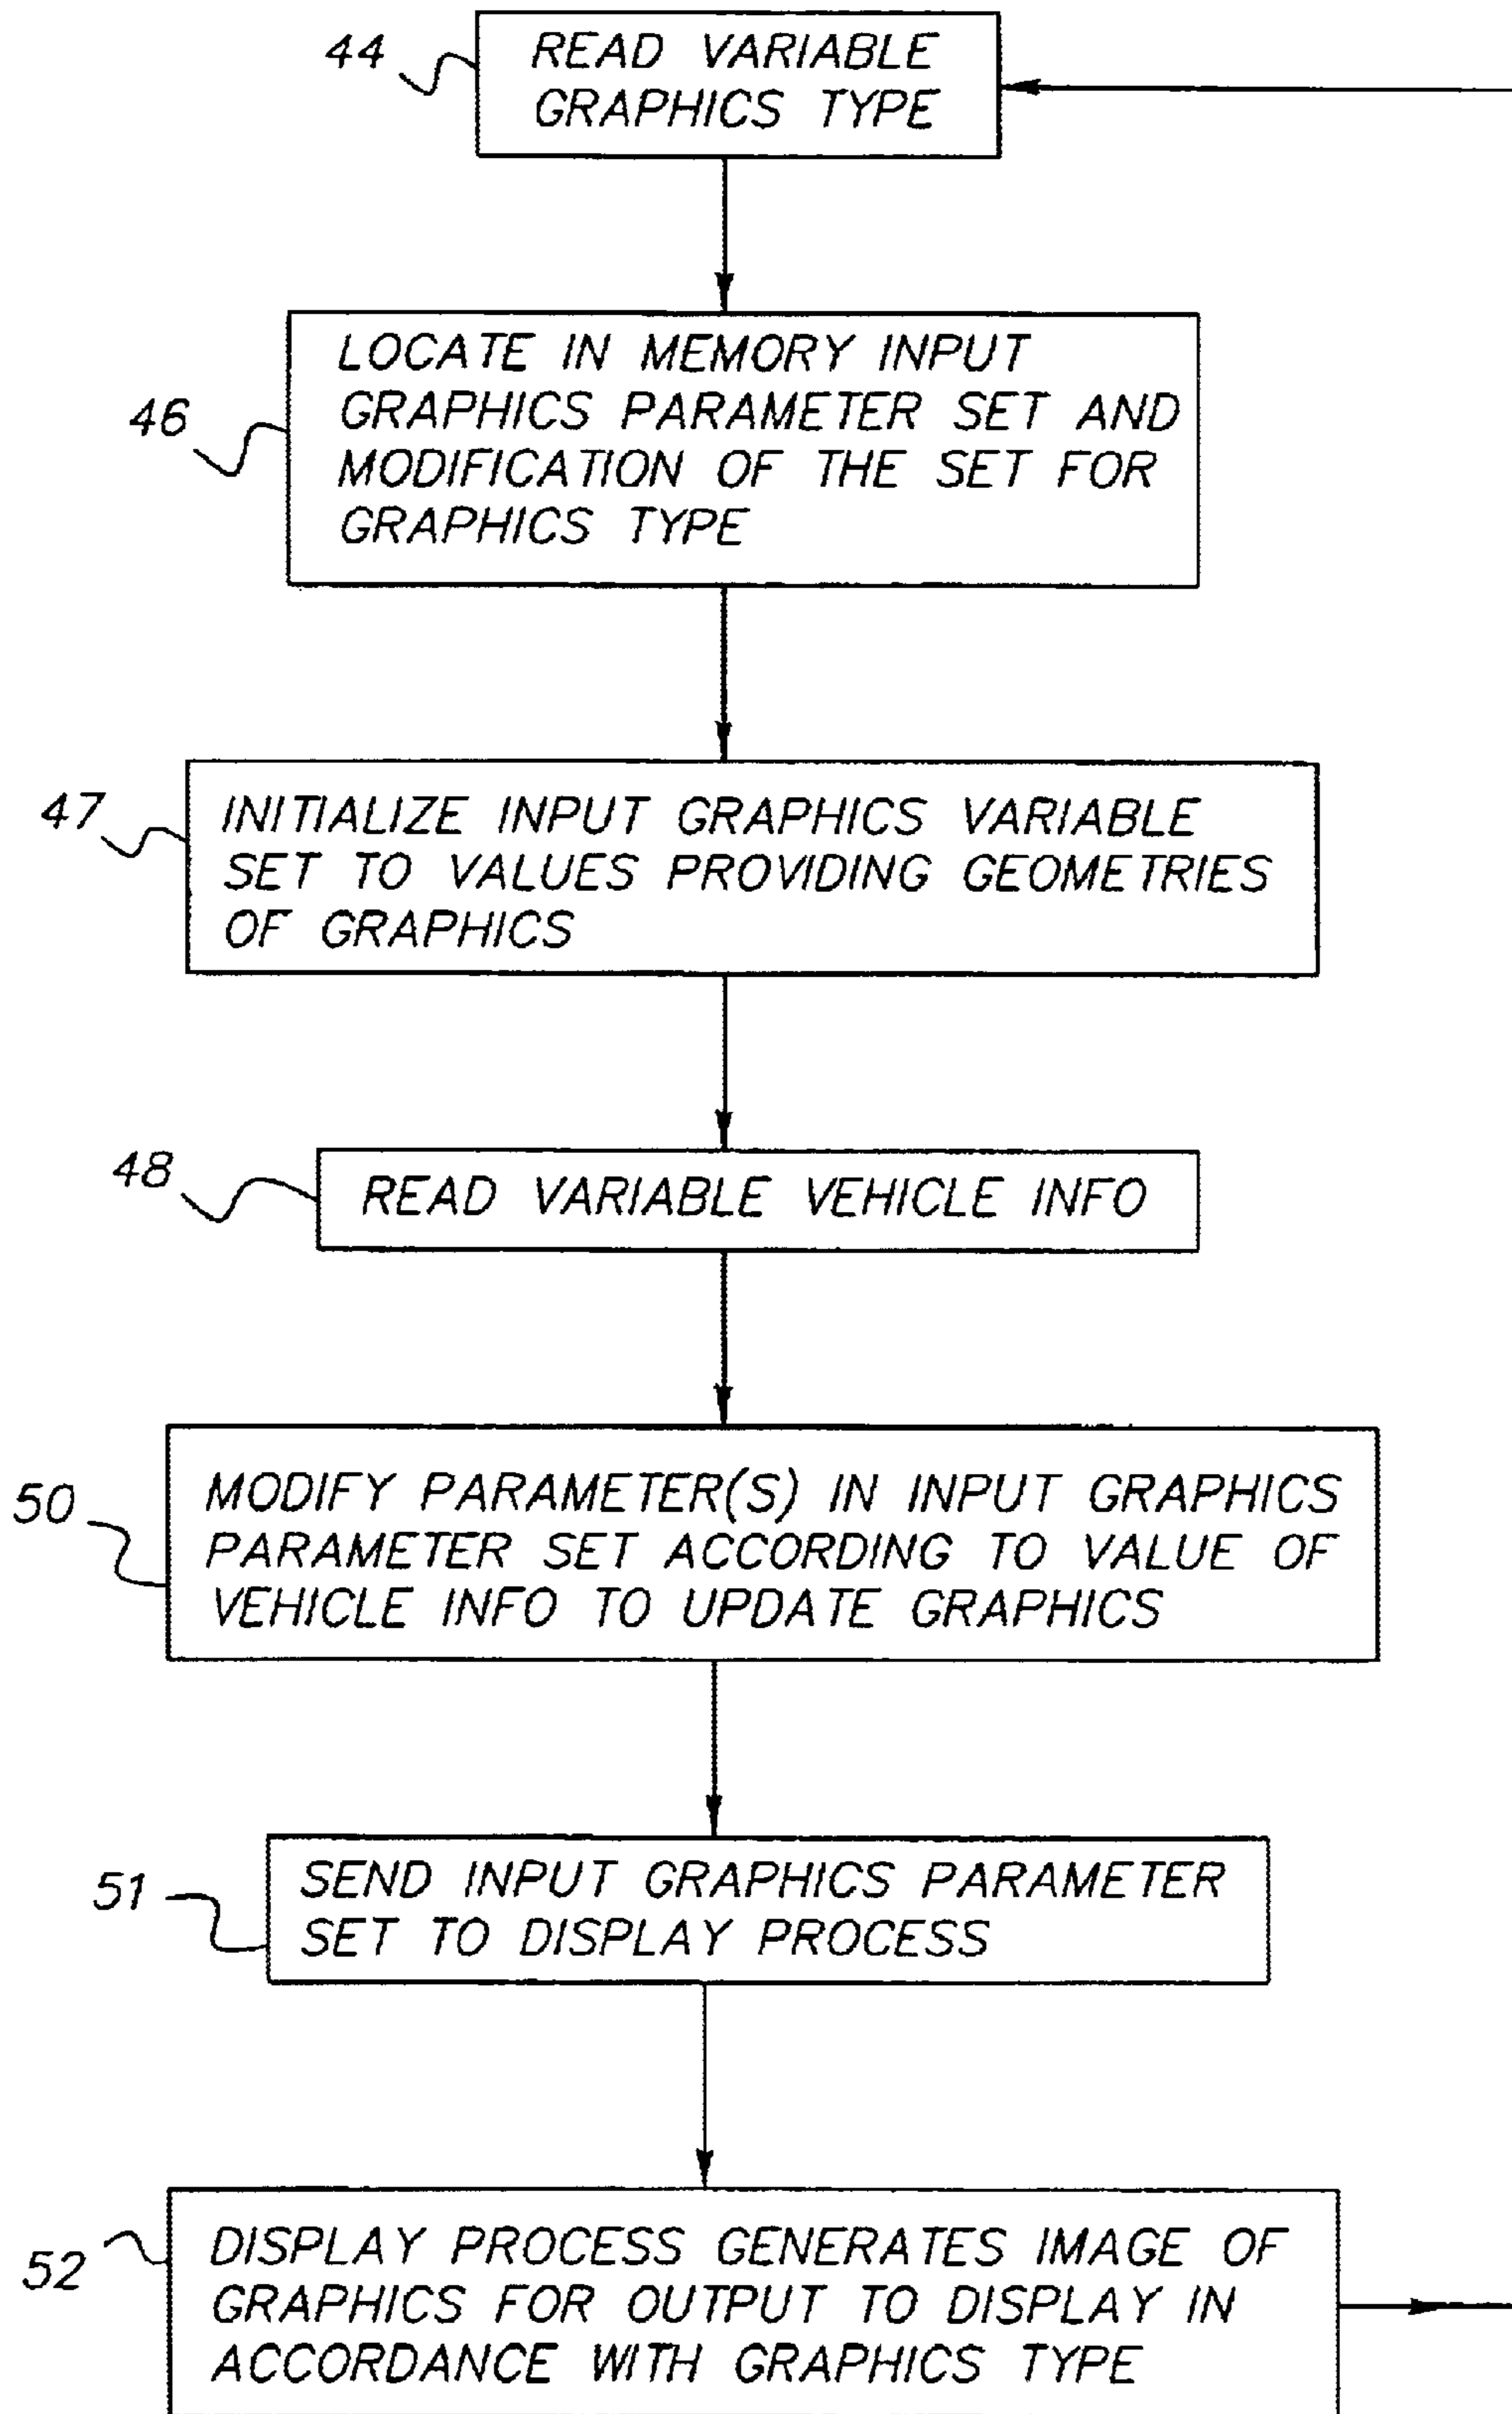 44
READ VARIABLE
GRAPHICS TYPE
46
LOCATE IN MEMORY INPUT
GRAPHICS PARAMETER SET AND
MODIFICATION OF THE SET FOR
GRAPHICS TYPE
47
INITIALIZE INPUT GRAPHICS VARIABLE
SET TO VALUES PROVIDING GEOMETRIES
OF GRAPHICS
48
READ VARIABLE VEHICLE INFO
50
MODIFY PARAMETER(S) IN INPUT GRAPHICS
PARAMETER SET ACCORDING TO VALUE OF
VEHICLE INFO TO UPDATE GRAPHICS
51
SEND INPUT GRAPHICS PARAMETER
SET TO DISPLAY PROCESS
52
DISPLAY PROCESS GENERATES IMAGE OF
GRAPHICS FOR OUTPUT TO DISPLAY IN
ACCORDANCE WITH GRAPHICS TYPE